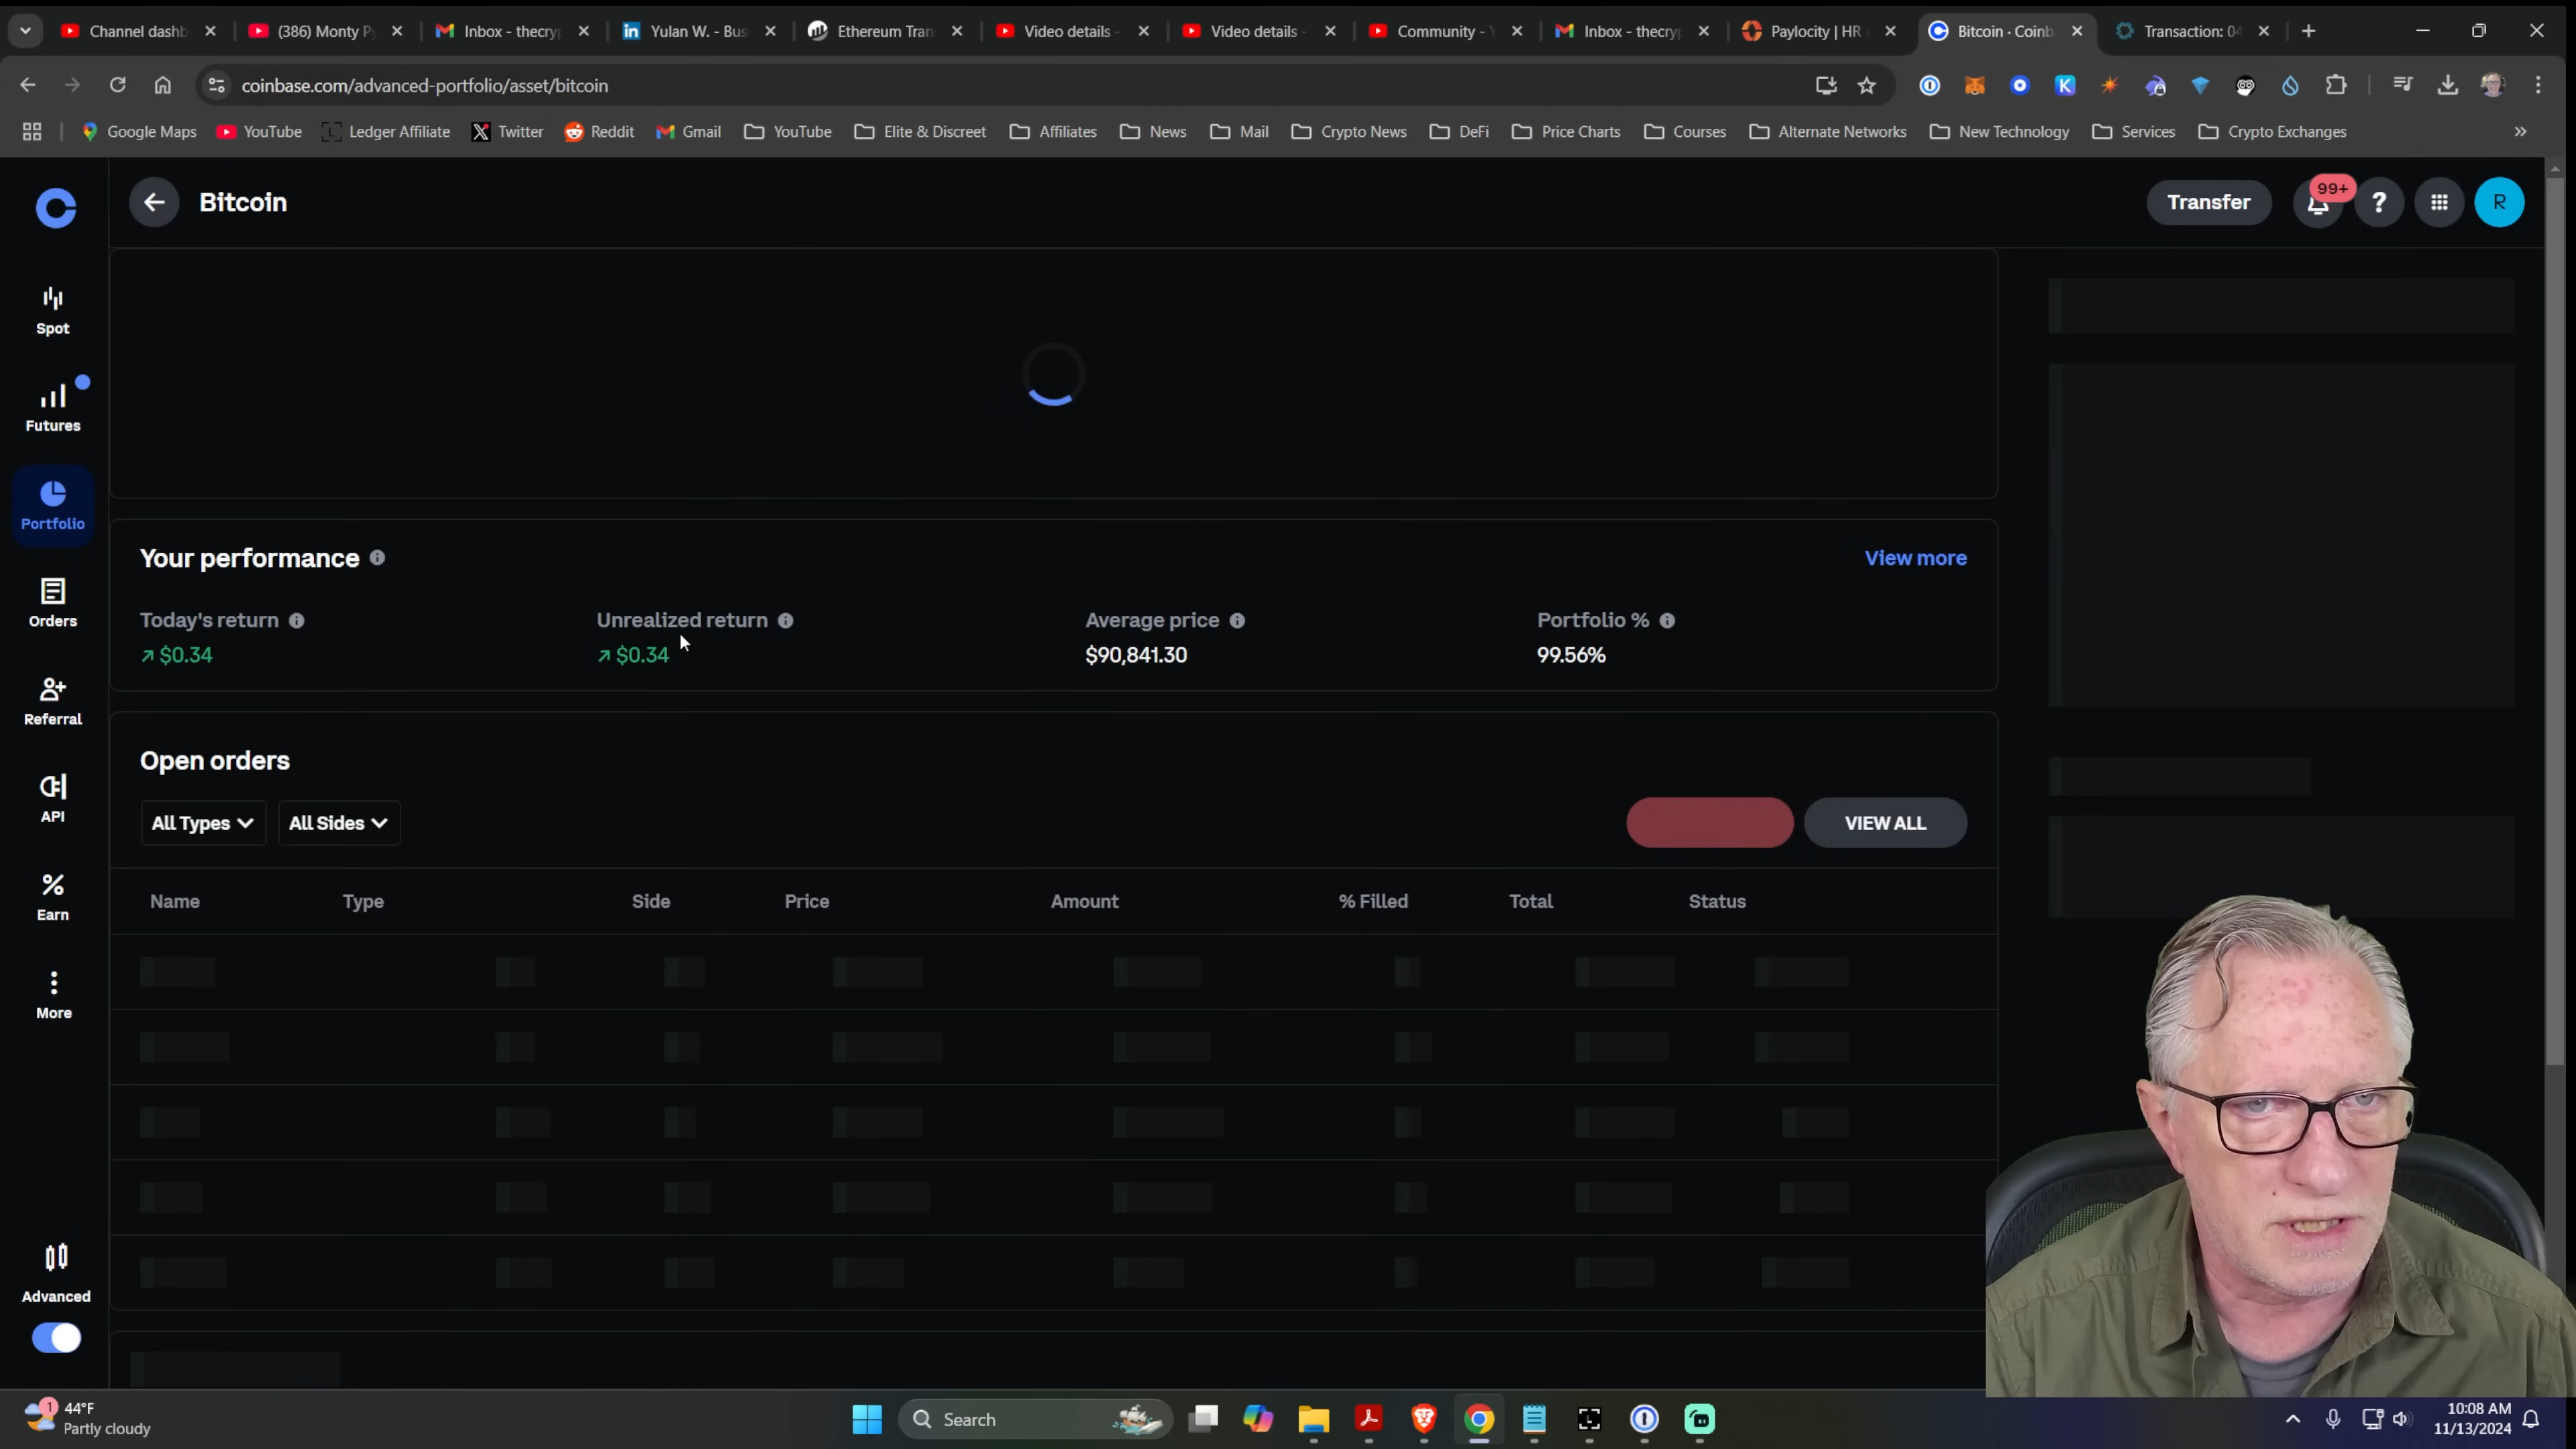 Channel dashb
(386) Monty Py
Inbox - thecryp
Yulan W. - Bus
Ethereum Tran
Video details -
Video details -
Community - Y
Inbox - thecryp
Paylocity | HR
Bitcoin · Coinb
Transaction: 04
coinbase.com/advanced-portfolio/asset/bitcoin
Google Maps
YouTube
Ledger Affiliate
Twitter
Reddit
Gmail
YouTube
Elite & Discreet
Affiliates
News
Mail
Crypto News
DeFi
Price Charts
Courses
Alternate Networks
New Technology
Services
Crypto Exchanges
Bitcoin
Transfer
99+
?
R
Spot
Futures
Portfolio
Orders
Referral
API
Earn
More
Advanced
Your performance
View more
Today's return
Unrealized return
Average price
Portfolio %
$0.34
$0.34
$90,841.30
99.56%
Open orders
All Types
All Sides
VIEW ALL
Name Type Side Price Amount % Filled Total Status
1
44°F
Partly cloudy
Search
10:08 AM
11/13/2024